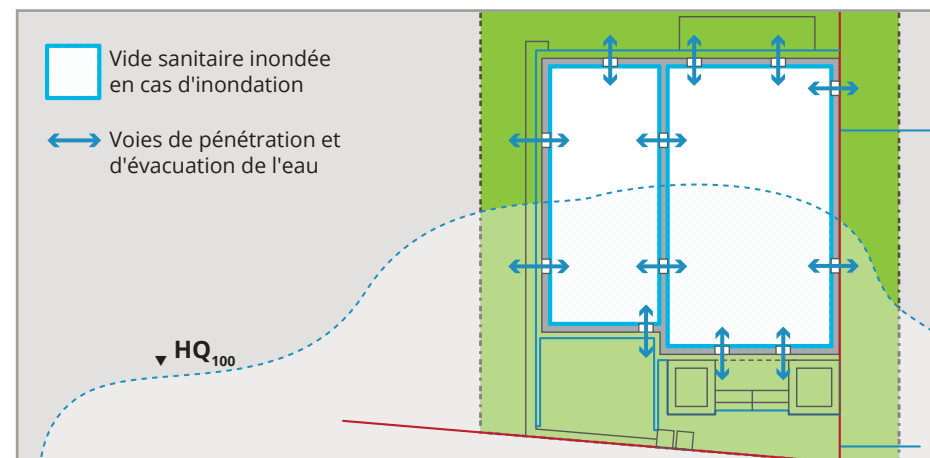 Vide sanitaire inondée
en cas d'inondation
Voies de pénétration et
d'évacuation de l'eau
HQ100